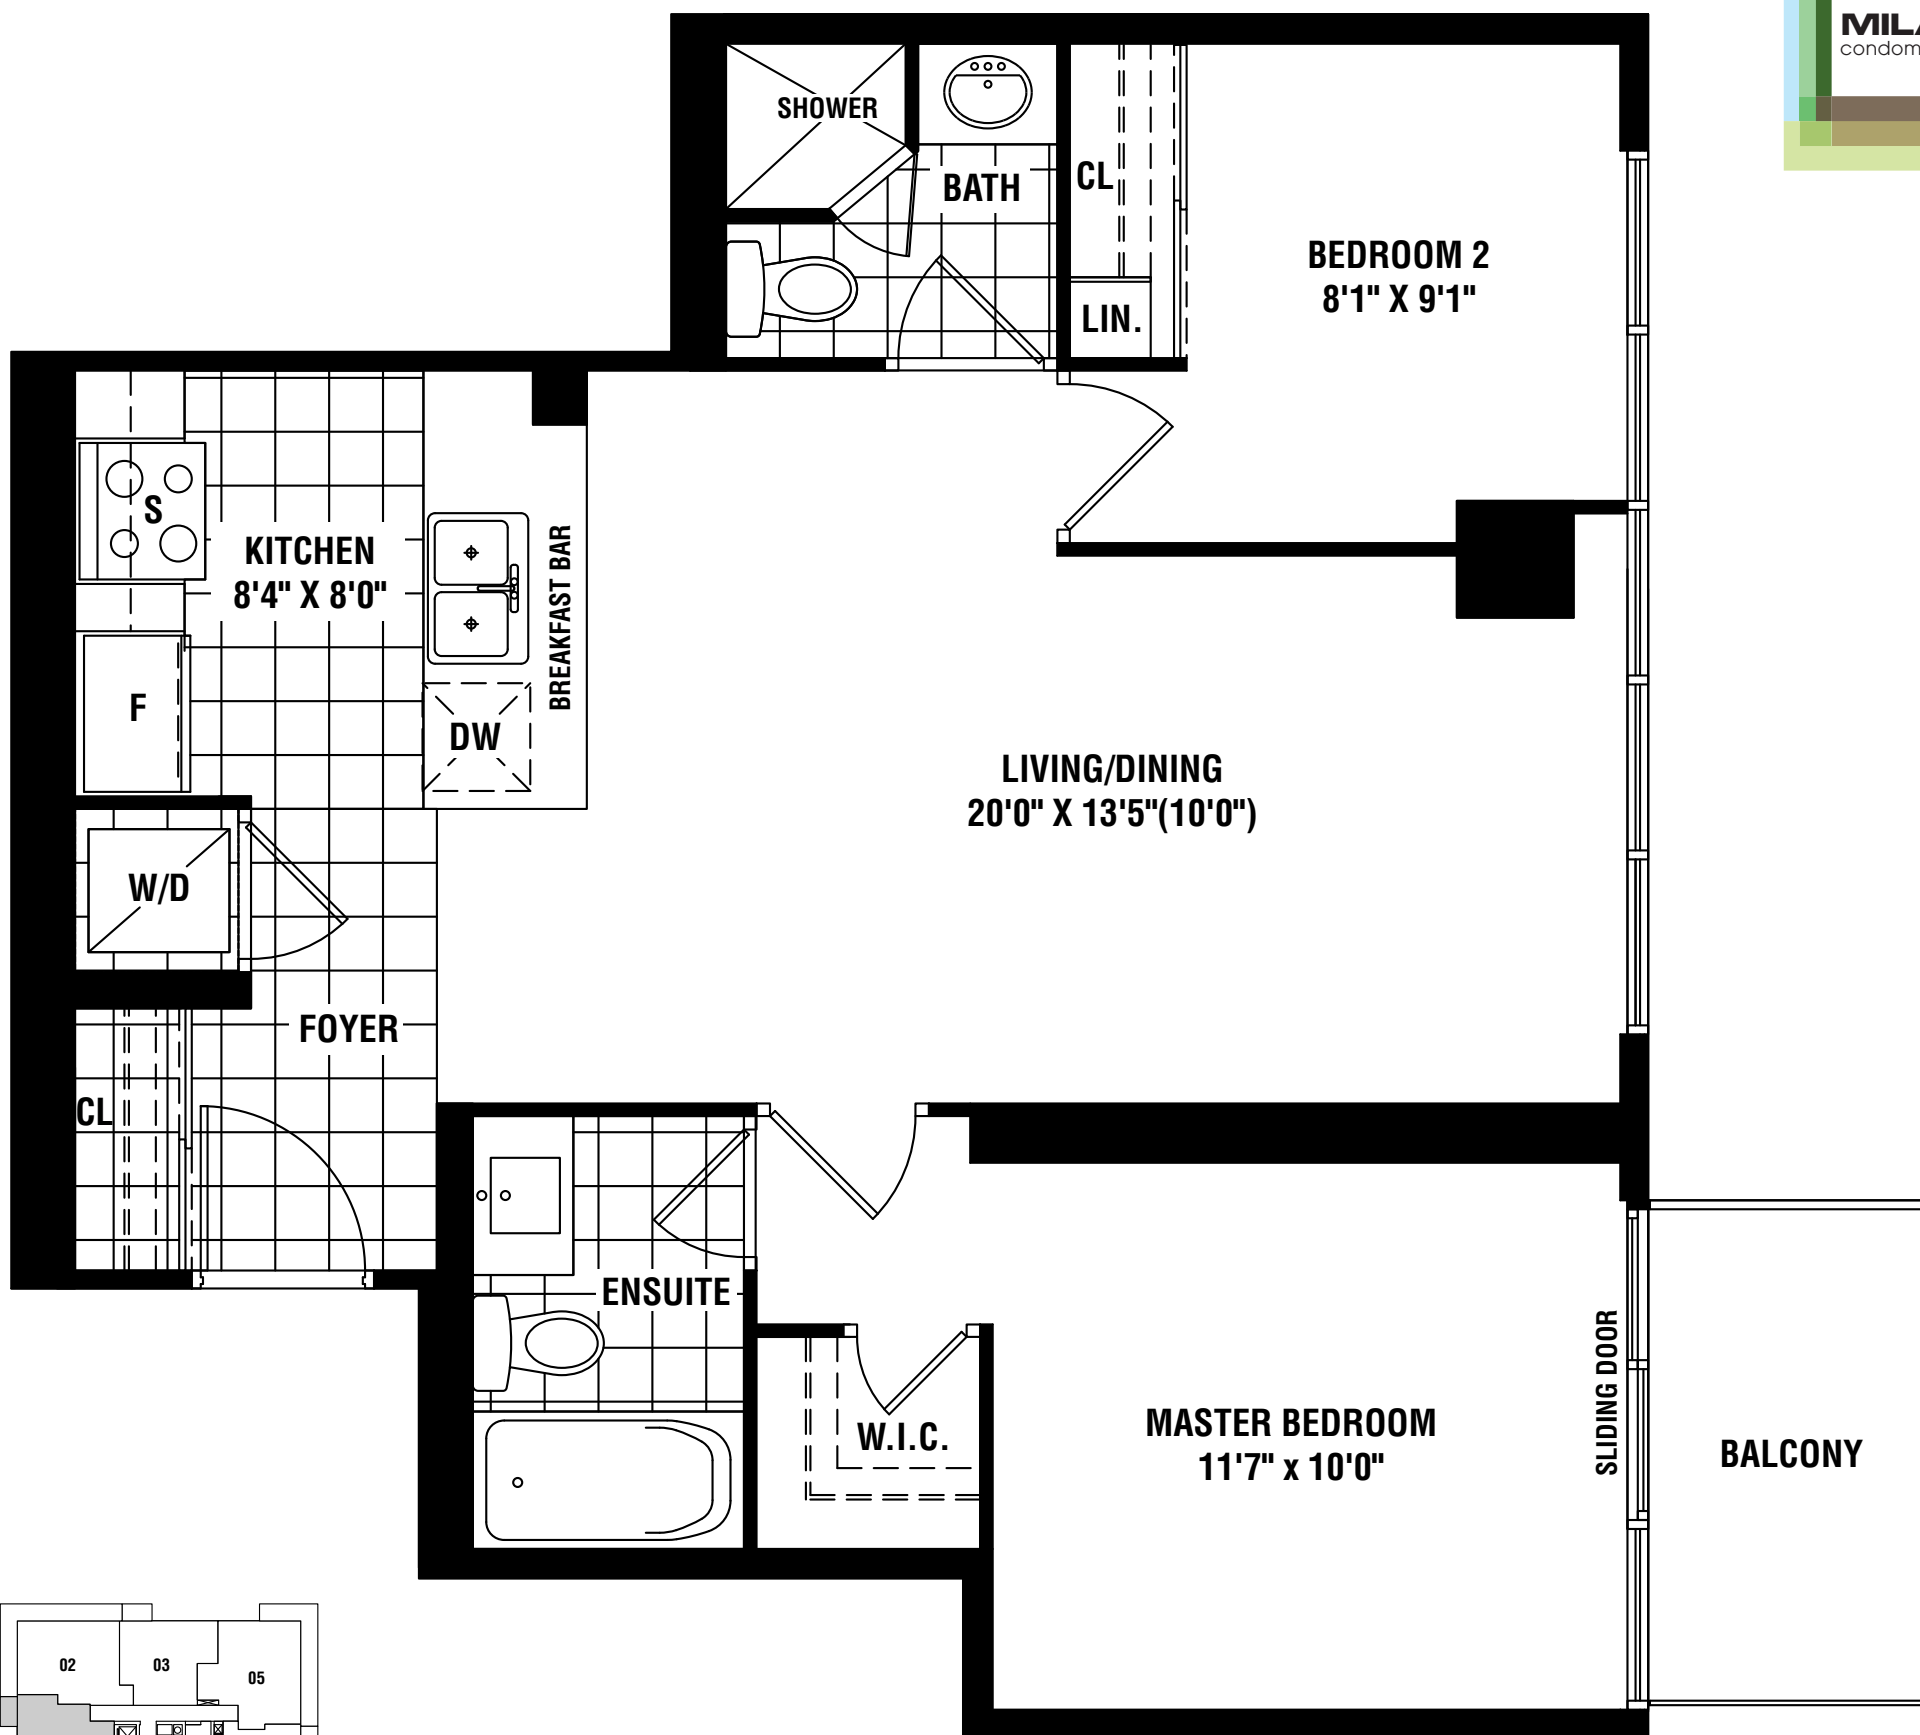 condom
SHOWER
BATH
CL
LIN.
BEDROOM 2
8'1" X 9'1"
S
KITCHEN
8'4" X 8'0"
BREAKFAST BAR
F
DW
LIVING/DINING
20'0" X 13'5"(10'0")
W/D
FOYER
CL
ENSUITE
W.I.C.
MASTER BEDROOM
11'7" x 10'0"
SLIDING DOOR
BALCONY
02
03
05